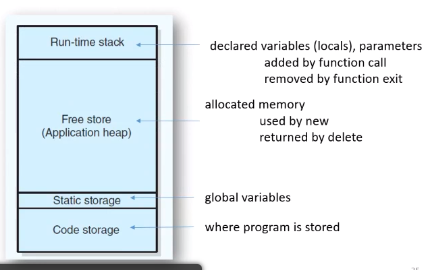 Run-time stack
declared variables (locals), parameters
added by function call
removed by function exit
Free store
(Application heap)
allocated memory
used by new
returned by delete
Static storage
global variables
Code storage
where program is stored